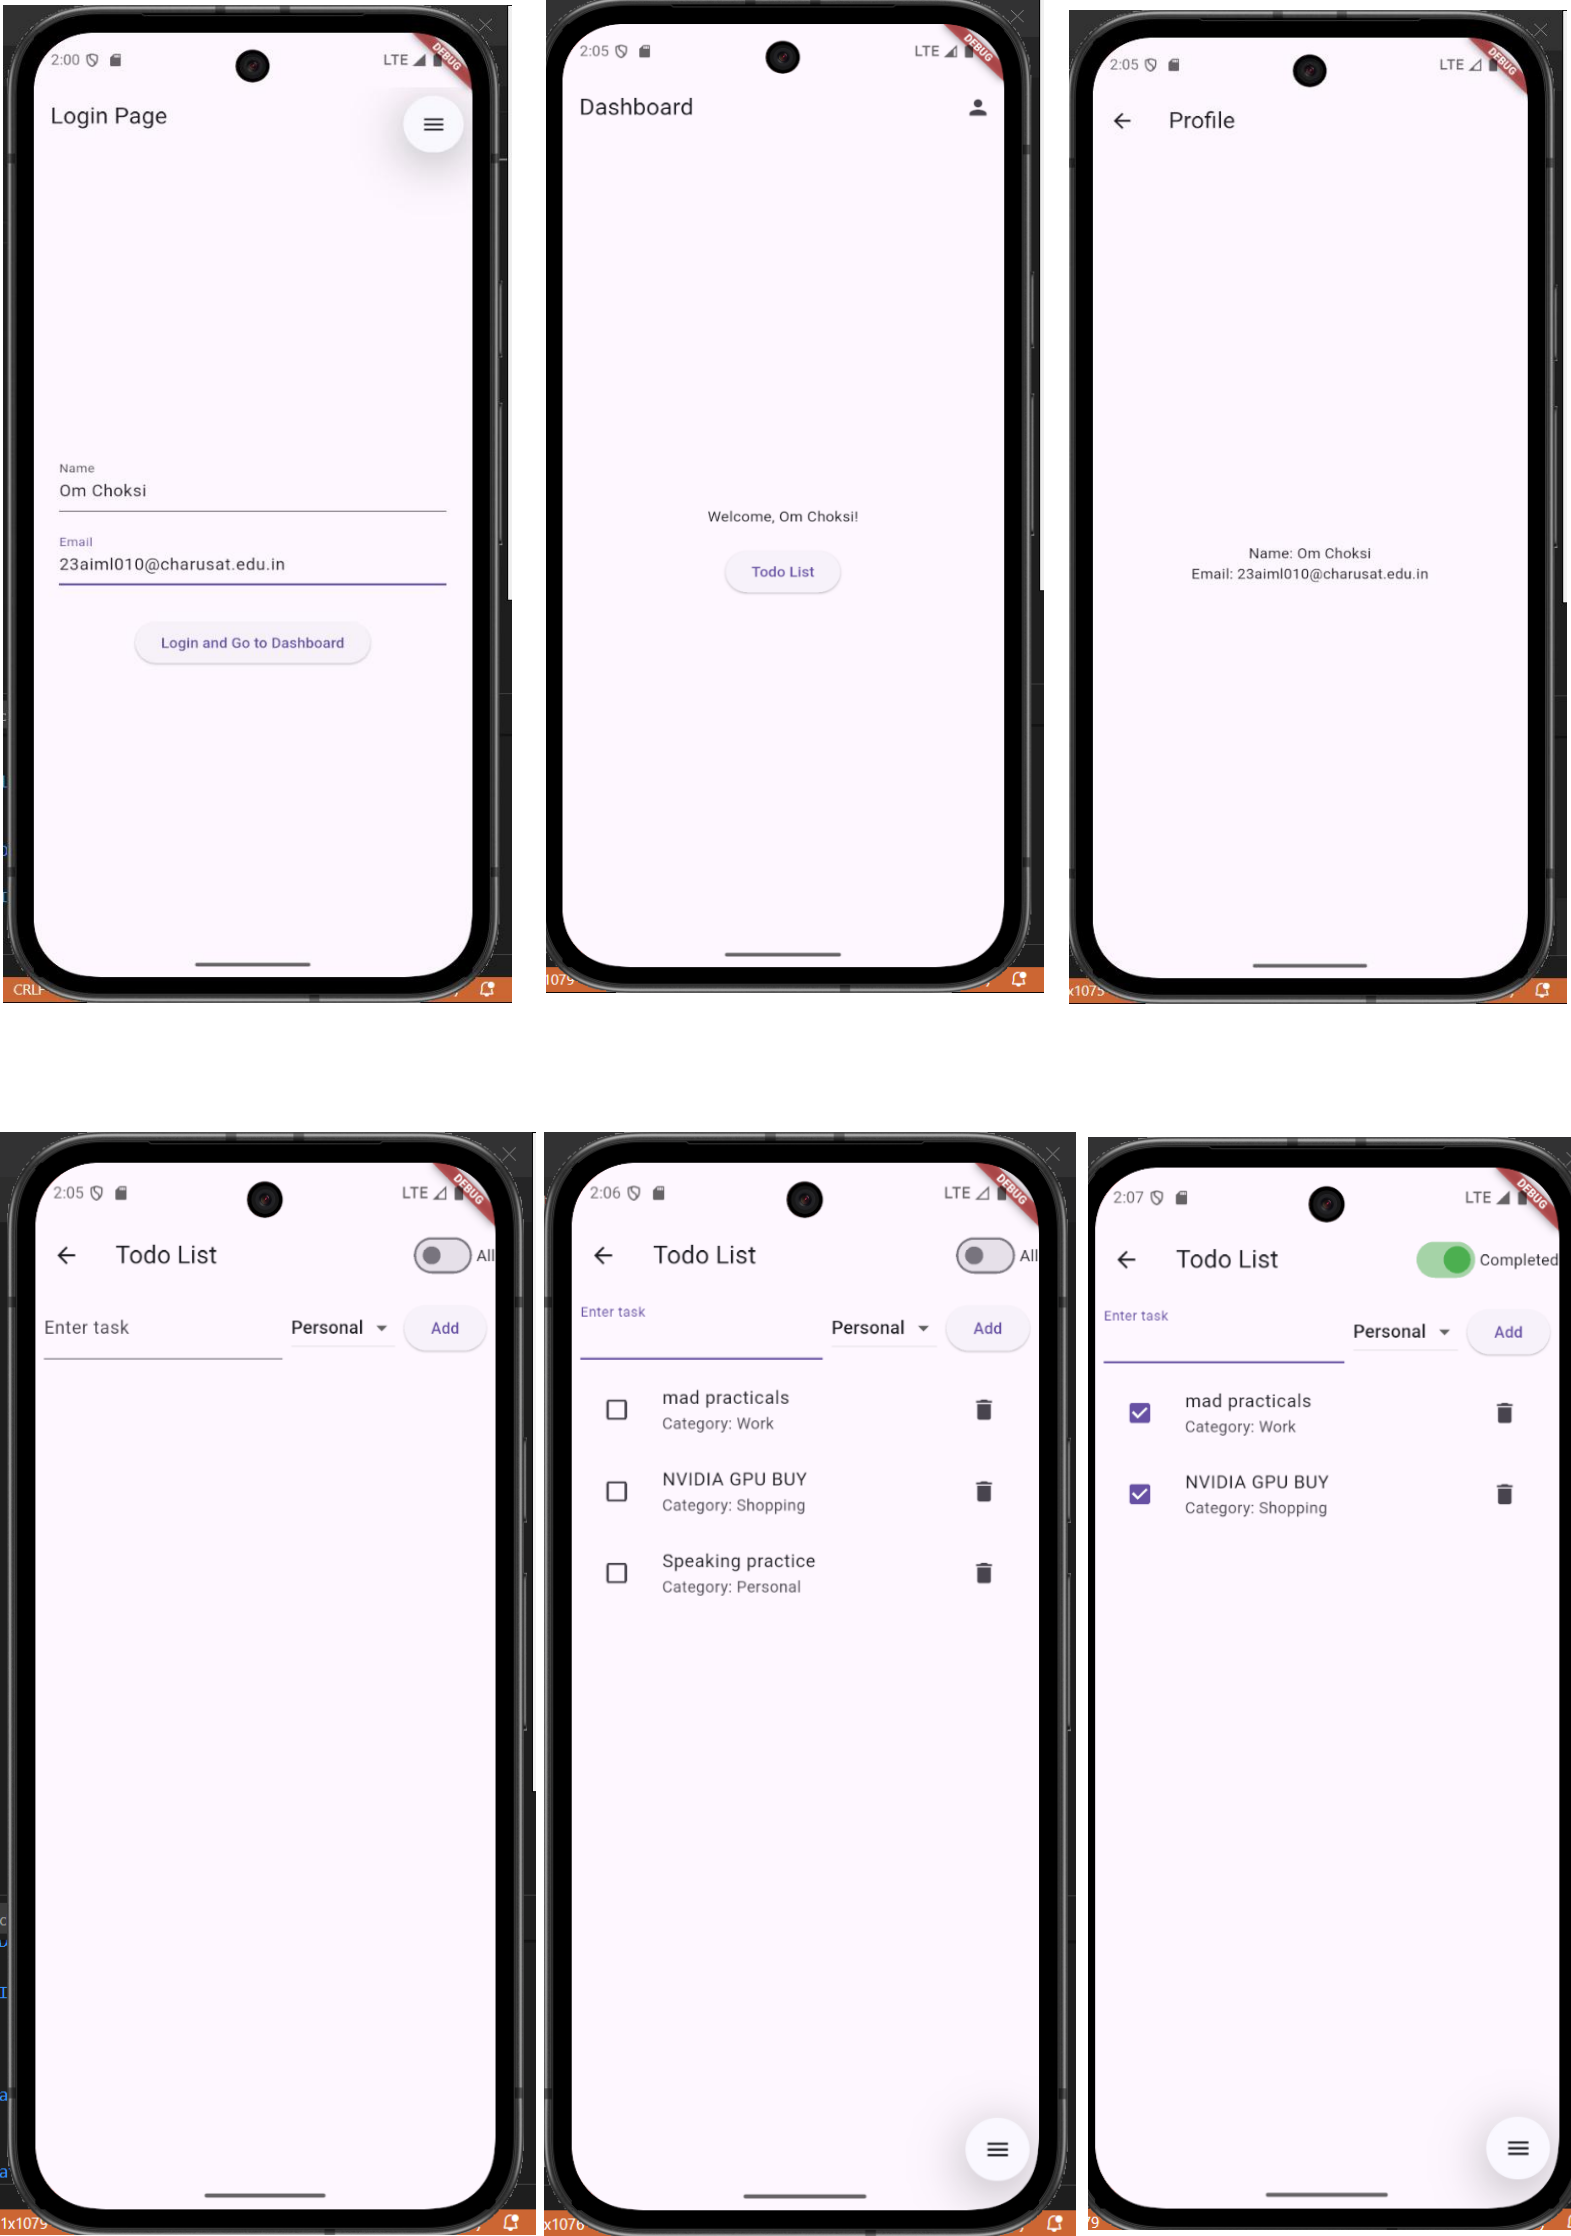 2:00 LTE DEBUG
Login Page
Name
Om Choksi
Email
23aiml010@charusat.edu.in
Login and Go to Dashboard
CRLF
2:05 LTE DEBUG
Dashboard
Welcome, Om Choksi!
Todo List
1079
2:05 LTE DEBUG
Profile
Name: Om Choksi
Email: 23aiml010@charusat.edu.in
x1075
2:05 LTE DEBUG
Todo List All
Enter task Personal Add
1x1079
2:06 LTE DEBUG
Todo List All
Enter task
Personal Add
mad practicals
Category: Work
NVIDIA GPU BUY
Category: Shopping
Speaking practice
Category: Personal
x1076
2:07 LTE DEBUG
Todo List Completed
Enter task
Personal Add
mad practicals
Category: Work
NVIDIA GPU BUY
Category: Shopping
79